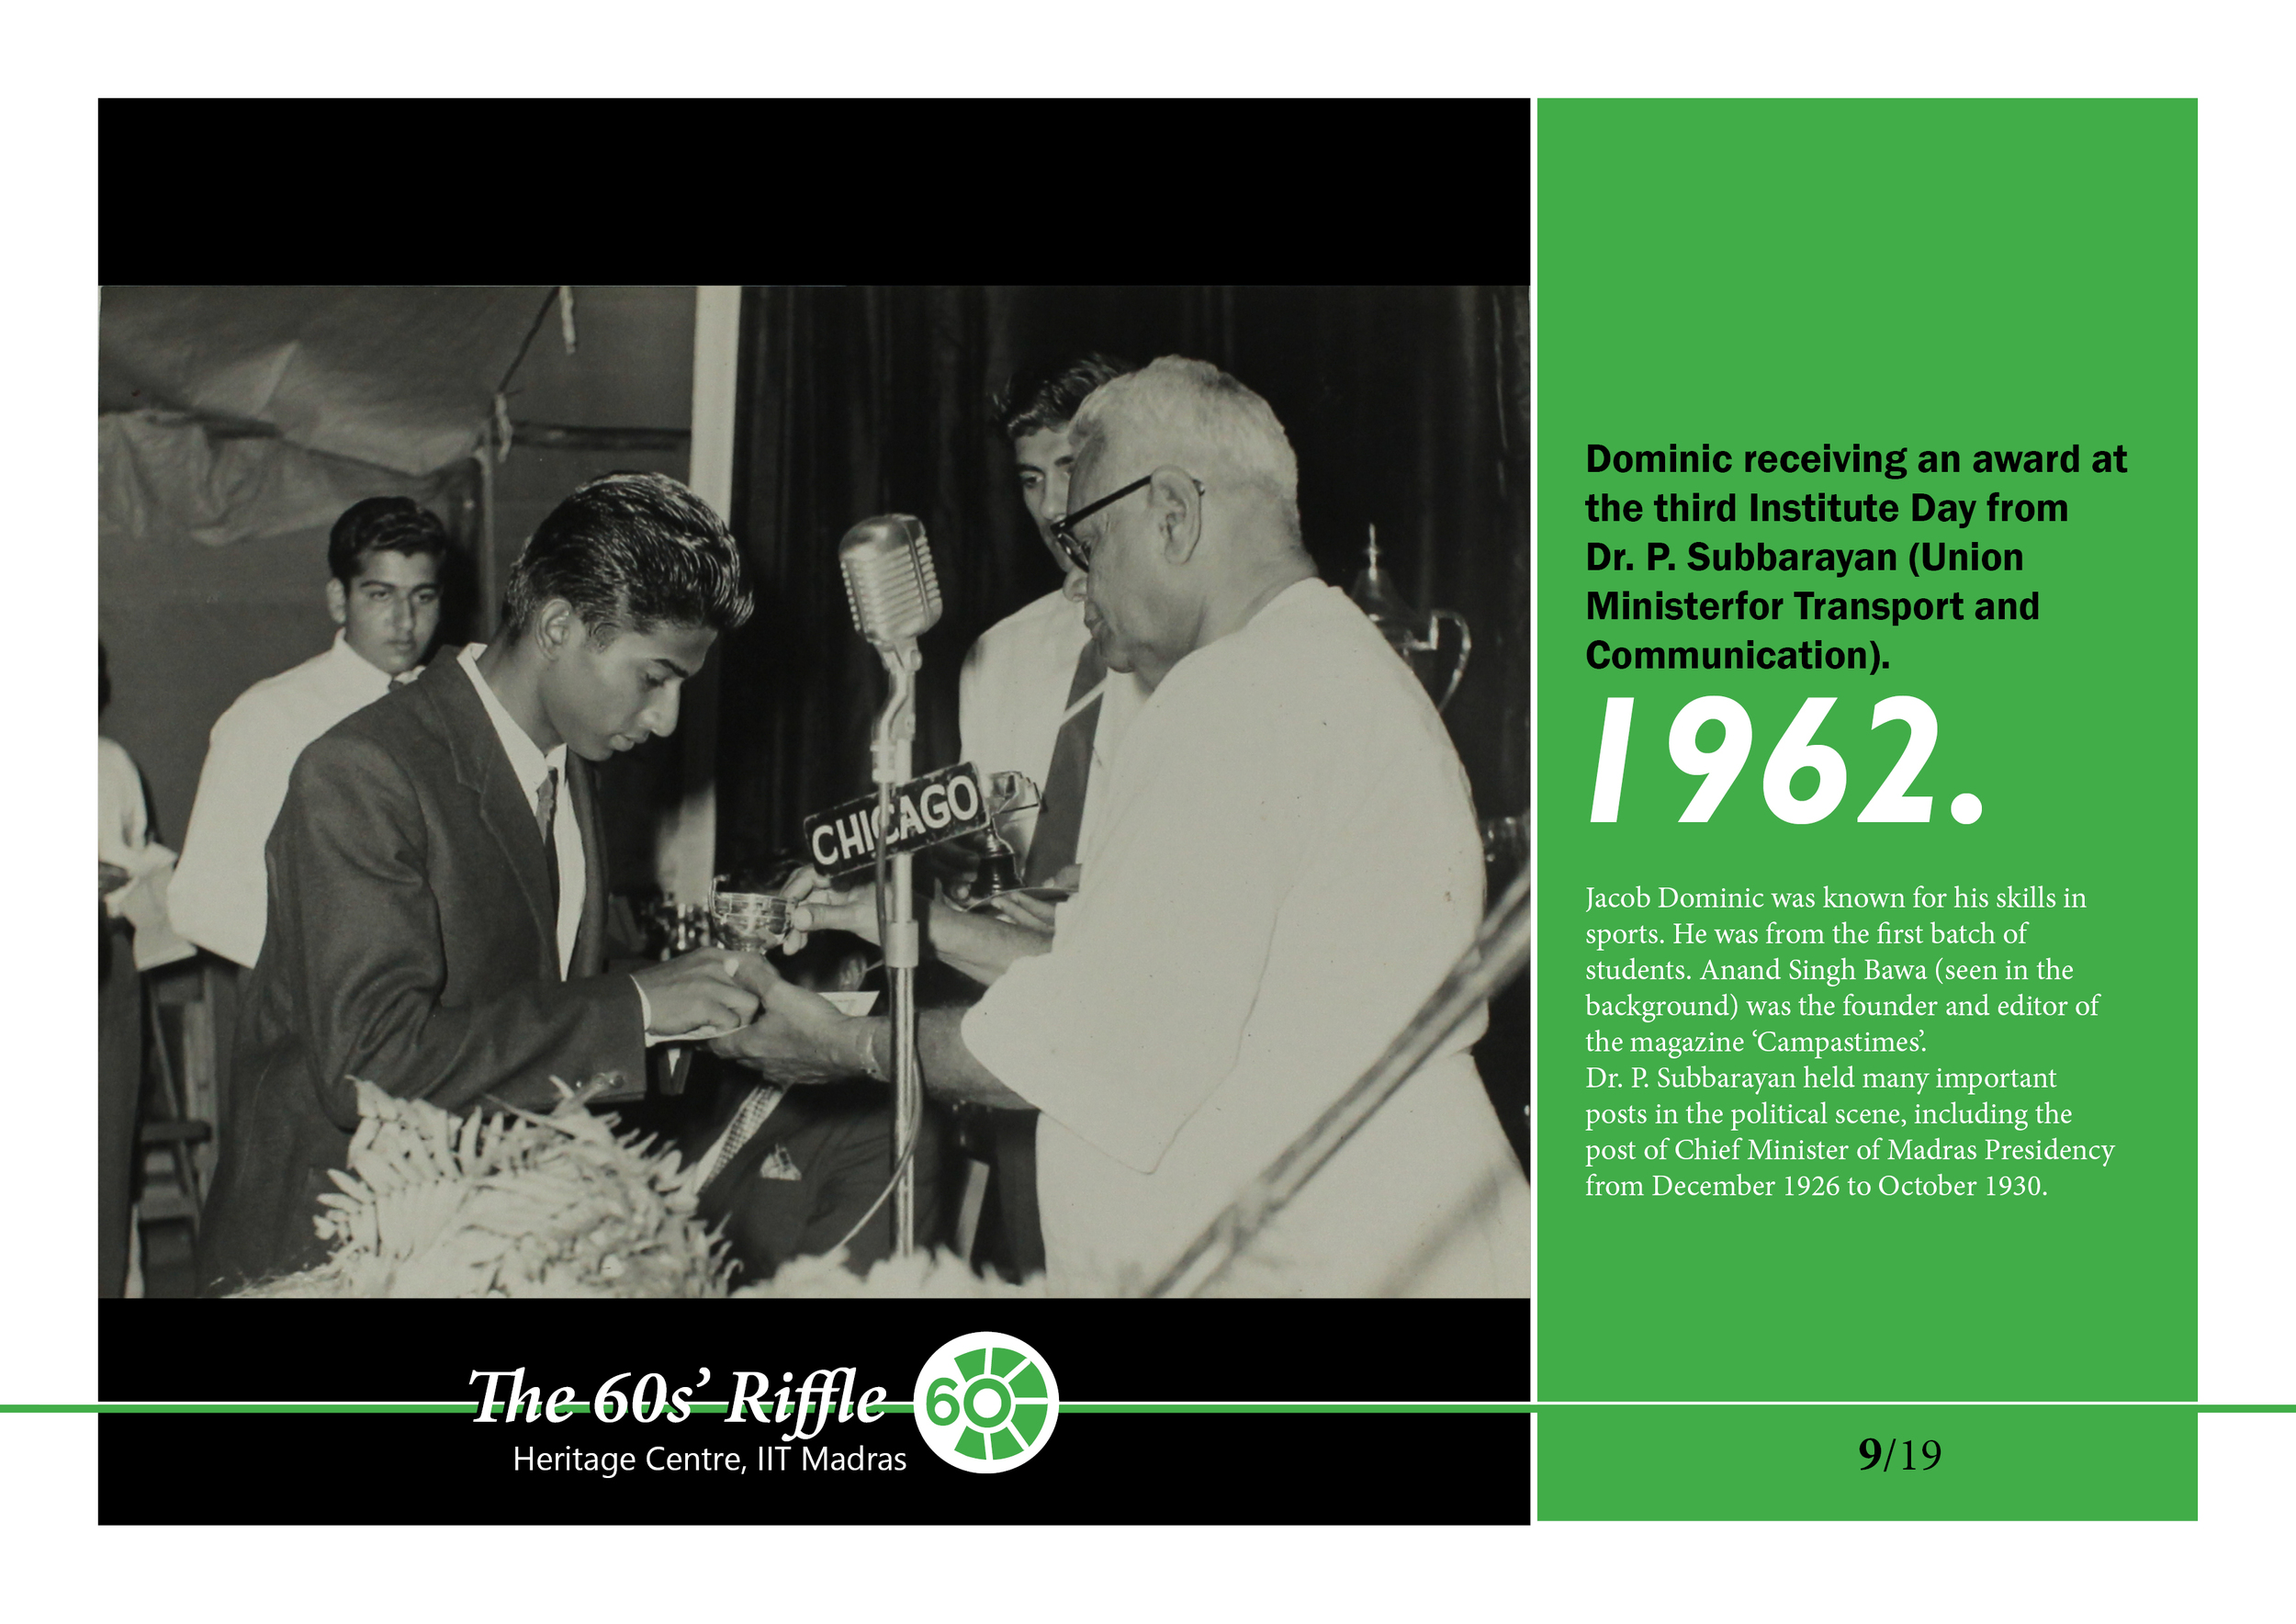 CHICAGO
Dominic receiving an award at
the third Institute Day from
Dr. P. Subbarayan (Union
Ministerfor Transport and
Communication).
1962.
Jacob Dominic was known for his skills in
sports. He was from the first batch of
students. Anand Singh Bawa (seen in the
background) was the founder and editor of
the magazine ‘Campastimes’.
Dr. P. Subbarayan held many important
posts in the political scene, including the
post of Chief Minister of Madras Presidency
from December 1926 to October 1930.
The 60s’ Riffle
60
Heritage Centre, IIT Madras
9/19